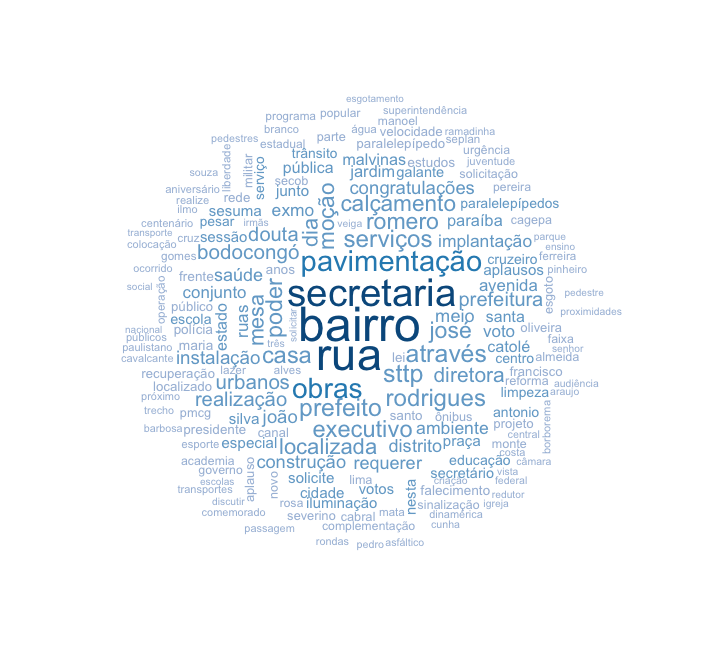 esgotamento
programa popular superintendência
manoel
branco água velocidade ramadinha
pedestres estadual parte paralelepípedo seplan
trânsito malvinas estudos urgência
liberdade militar serviço pública jardim galante juventude
souza secob solicitação
aniversário rede junto congratulações pereira
realize calçamento paralelepípedos
ilmo sesuma exmo moção romero paraíba cagepa
centenário pesar irmãs dia veiga
transporte cruz sessão douta serviços implantação parque
colocação bodocongó ensino
gomes pavimentação cruzeiro ferreira
ocorrido frente saúde anos aplausos pinheiro
social operação conjunto poder secretaria prefeitura avenida esgoto pedestre
público mesa bairro meio santa proximidades
escola estado ruas solicitar josé voto oliveira
nacional polícia faixa
públicos maria três rua catolé senhor
paulistano casa lei através centro almeida
cavalcante instalação
recuperação lazer alves sttp diretora francisco
localizado urbanos obras reforma audiência
próximo realização rodrigues limpeza araujo
trecho pmcg silva joão prefeito santo ônibus antonio borborema
barbosa presidente executivo ambiente projeto
esporte especial canal localizada distrito praça monte central
academia construção requerer educação costa câmara
governo aplauso novo solicite secretário vista
escolas criação federal
transportes cidade lima votos nesta falecimento redutor
discutir rosa iluminação sinalização igreja
comemorado severino cabral mata dinamérica
passagem complementação cunha
rondas pedro asfáltico